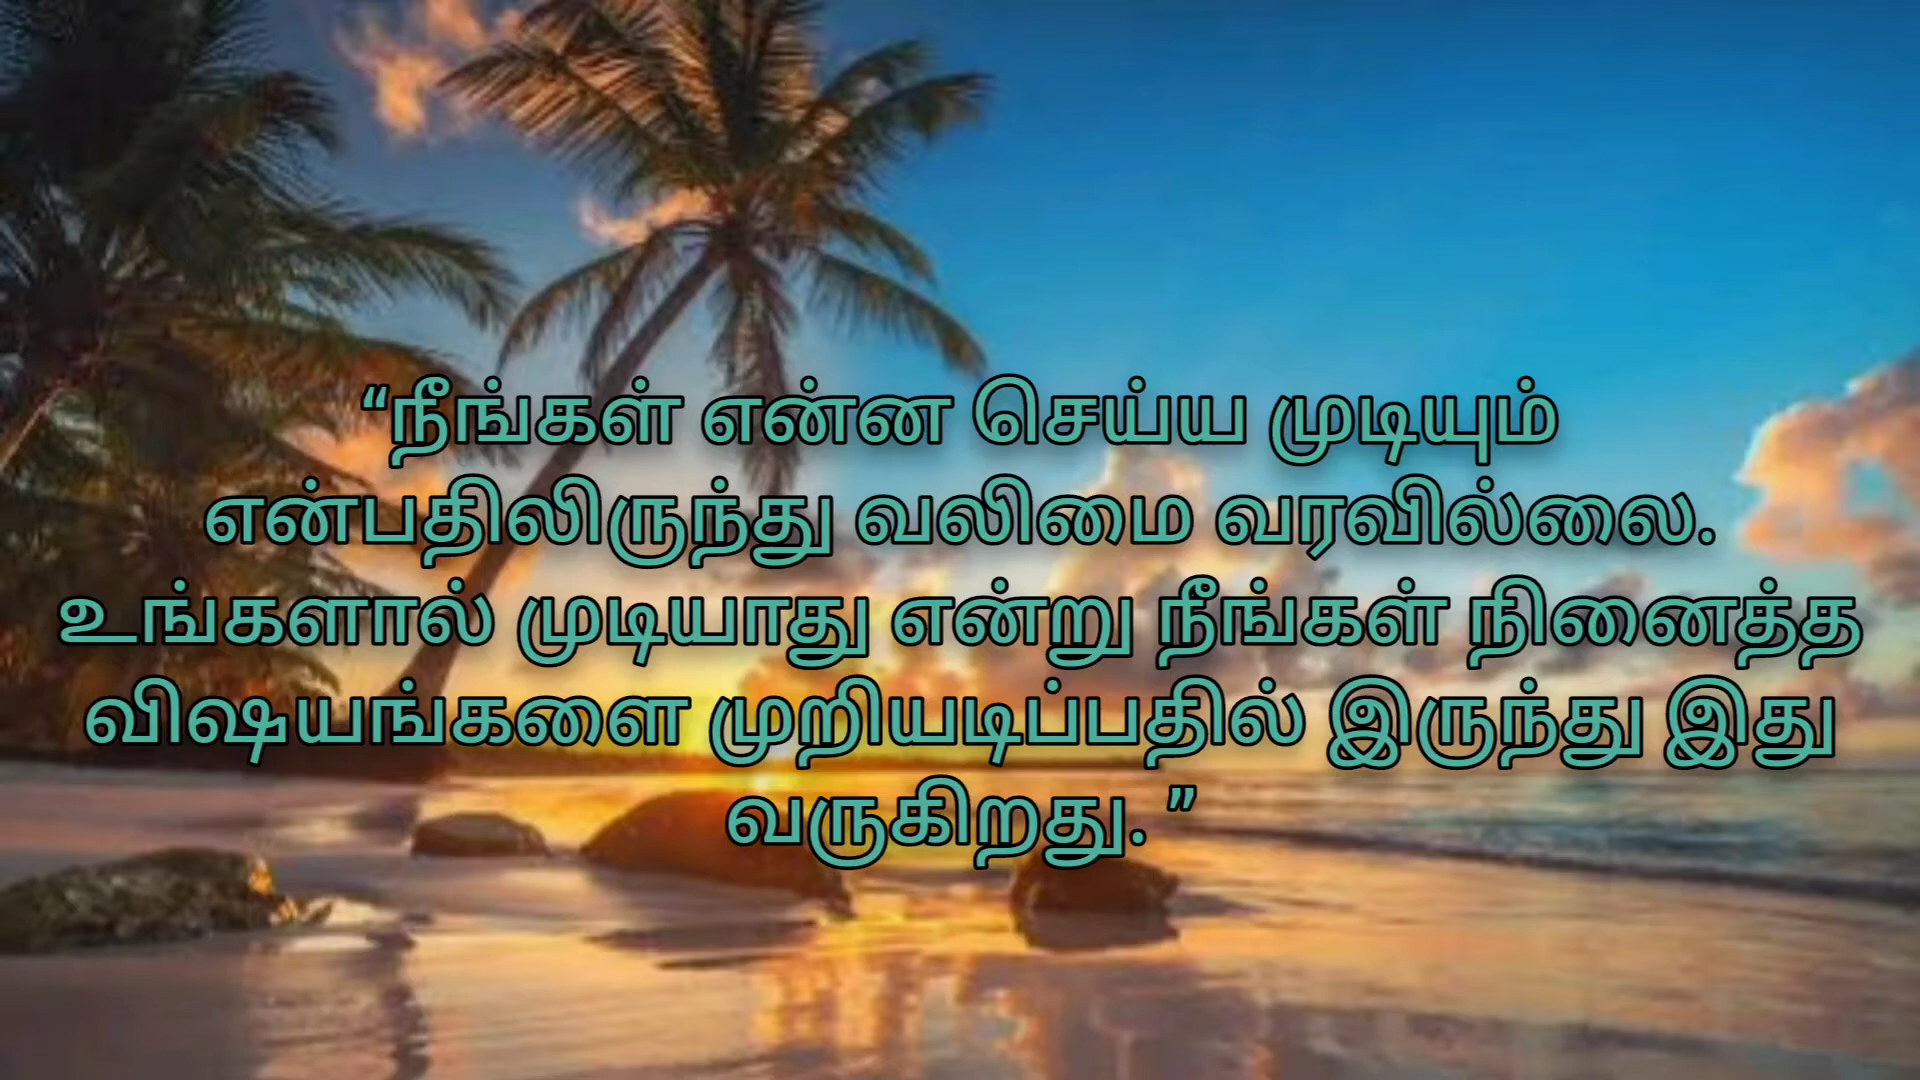 “நீங்கள் என்ன செய்ய முடியும்
என்பதிலிருந்து வலிமை வரவில்லை.
உங்களால் முடியாது என்று நீங்கள் நினைத்த
விஷயங்களை முறியடிப்பதில் இருந்து இது
வருகிறது. ”